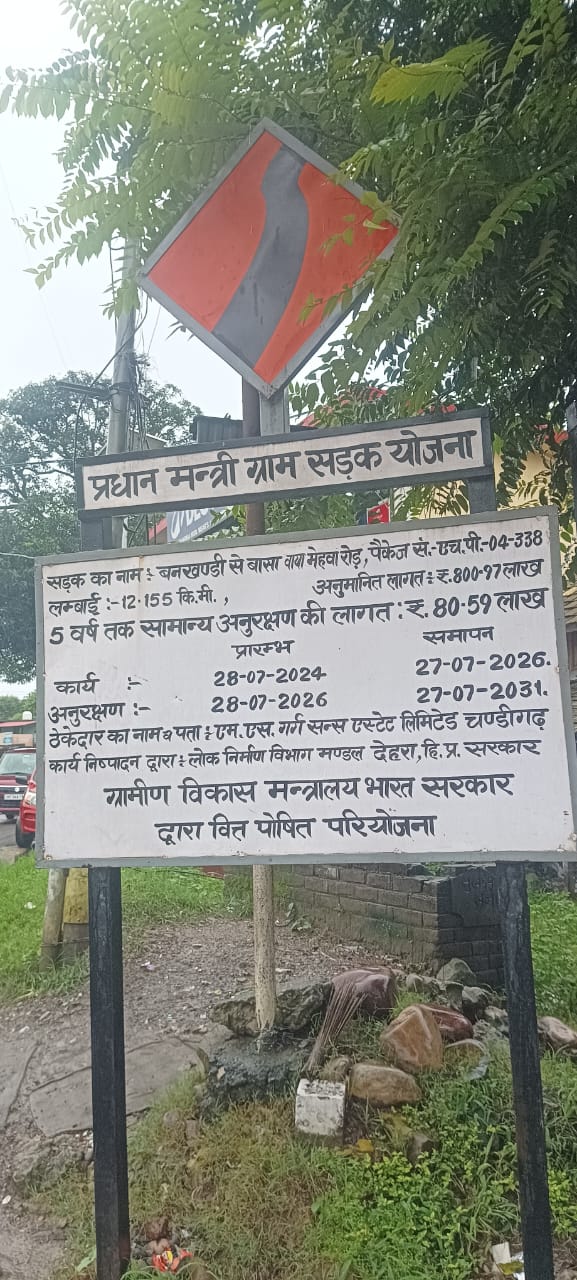 प्रधान मन्त्री ग्राम सड़क योजना
सड़क का नाम : बनखण्डी से बासा वाया मेहवा रोड़, पैकेज सं.-एच.पी.-04-338
लम्बाई :-12.155 कि.मी., अनुमानित लागत : ₹.800.97 लाख
5 वर्ष तक सामान्य अनुरक्षण की लागत : ₹. 80.59 लाख
प्रारम्भ समापन
कार्य :- 28-07-2024 27-07-2026.
अनुरक्षण :- 28-07-2026 27-07-2031.
ठेकेदार का नाम व पता : एम.एस. गर्ग सन्स एस्टेट लिमिटेड चण्डीगढ़
कार्य निष्पादन द्वारा : लोक निर्माण विभाग मण्डल देहरा, हि.प्र. सरकार
ग्रामीण विकास मन्त्रालय भारत सरकार
द्वारा वित्त पोषित परियोजना